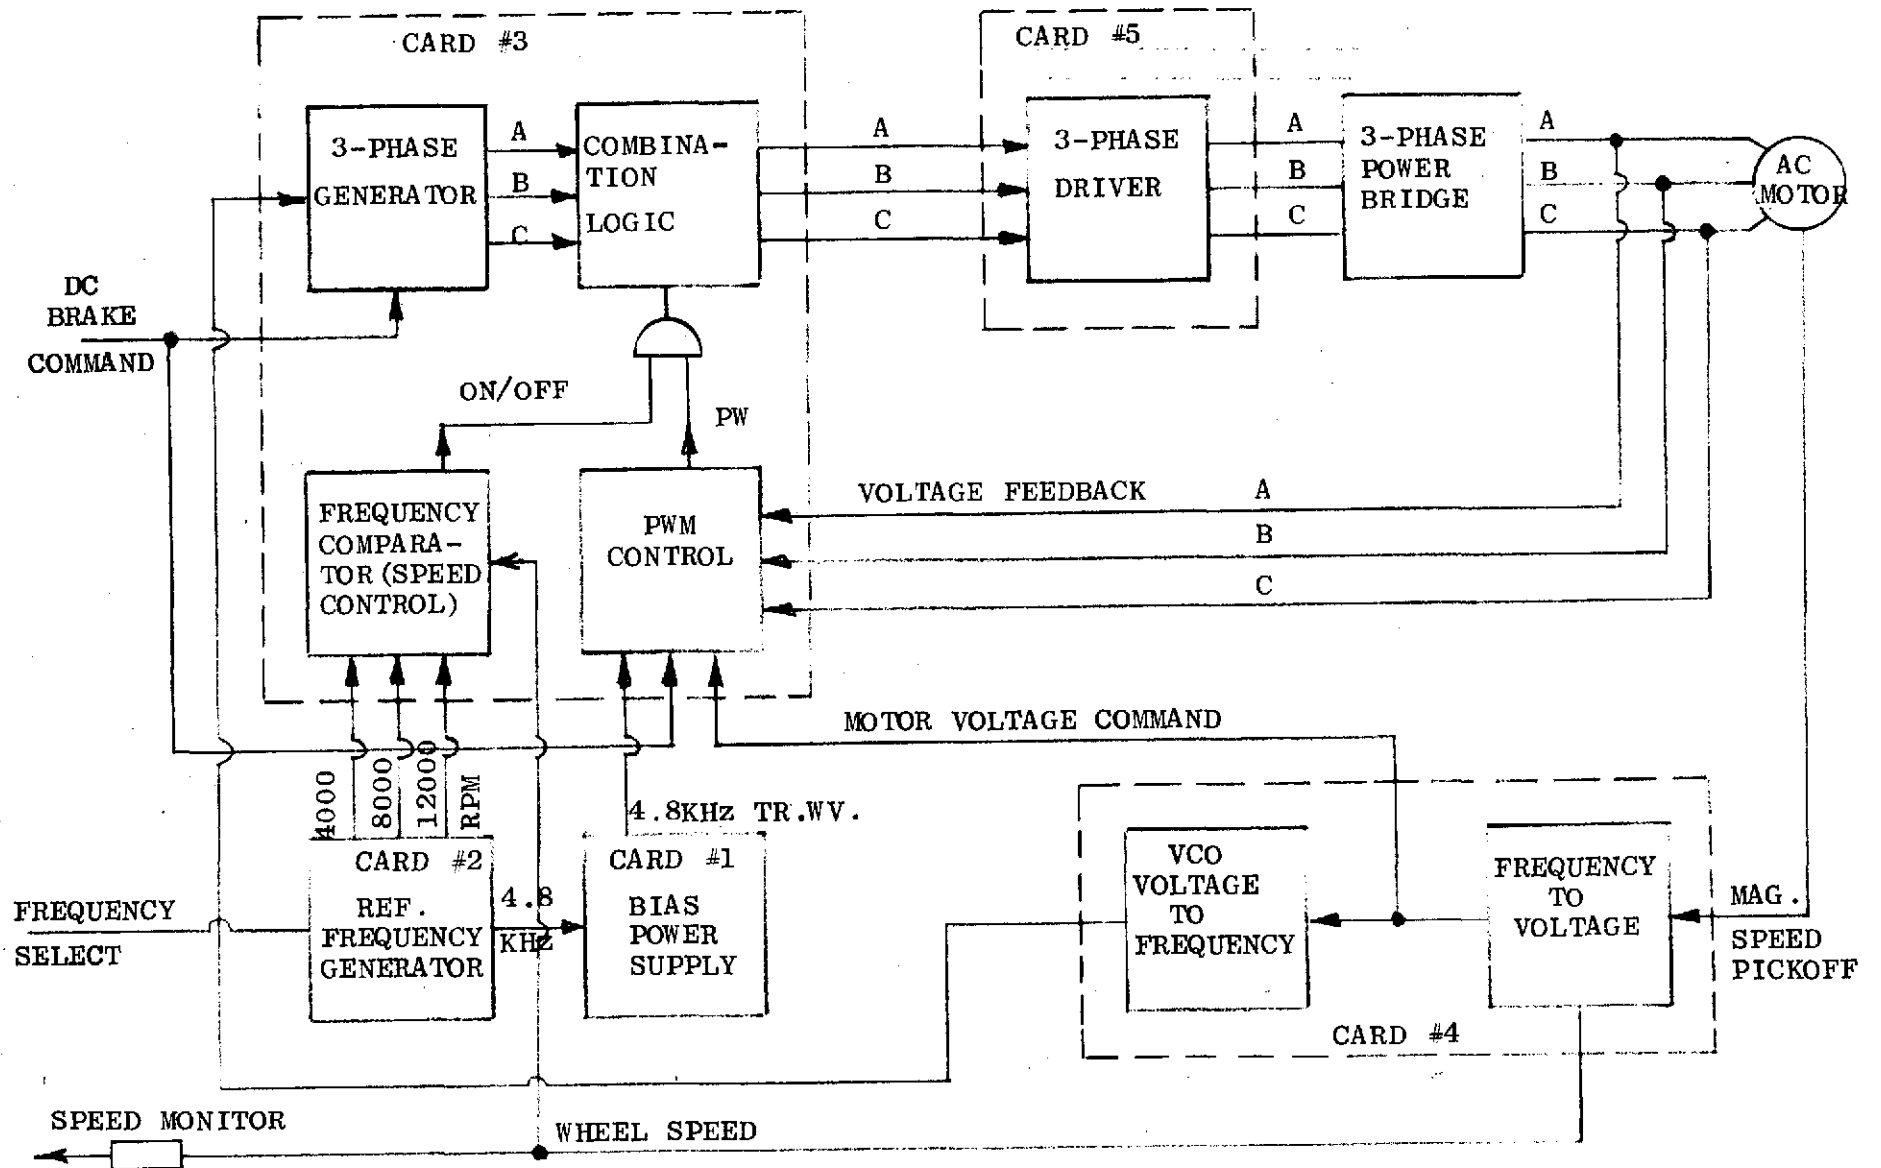 CARD #3
CARD #5
3-PHASE
GENERATOR
A
B
C
COMBINA-
TION
LOGIC
A
B
C
3-PHASE
DRIVER
A
B
C
3-PHASE
POWER
BRIDGE
A
B
C
AC
MOTOR
DC
BRAKE
COMMAND
ON/OFF
PW
FREQUENCY
COMPARA-
TOR (SPEED
CONTROL)
PWM
CONTROL
VOLTAGE FEEDBACK
A
B
C
MOTOR VOLTAGE COMMAND
4000
8000
12000
RPM
4.8KHz TR.WV.
FREQUENCY
SELECT
CARD #2
REF.
FREQUENCY
GENERATOR
4.8
KHz
CARD #1
BIAS
POWER
SUPPLY
VCO
VOLTAGE
TO
FREQUENCY
FREQUENCY
TO
VOLTAGE
MAG.
SPEED
PICKOFF
CARD #4
SPEED MONITOR
WHEEL SPEED